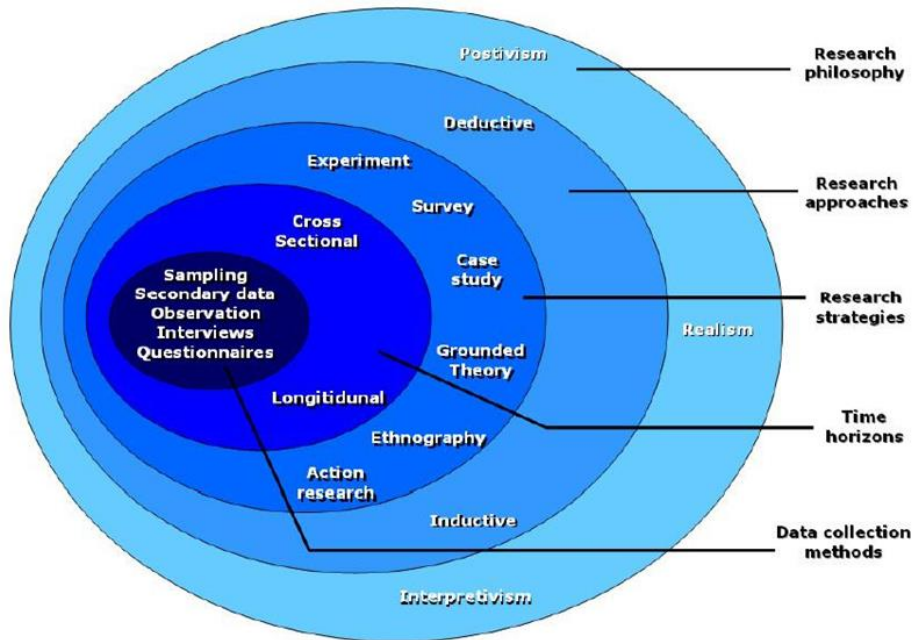 Postivism
Research
philosophy
Deductive
Experiment
Research
approaches
Survey
Cross
Sectional
Case
study
Sampling
Secondary data
Observation
Interviews
Questionnaires
Research
strategies
Realism
Grounded
Theory
Longitidunal
Time
horizons
Ethnography
Action
research
Inductive
Data collection
methods
Interpretivism